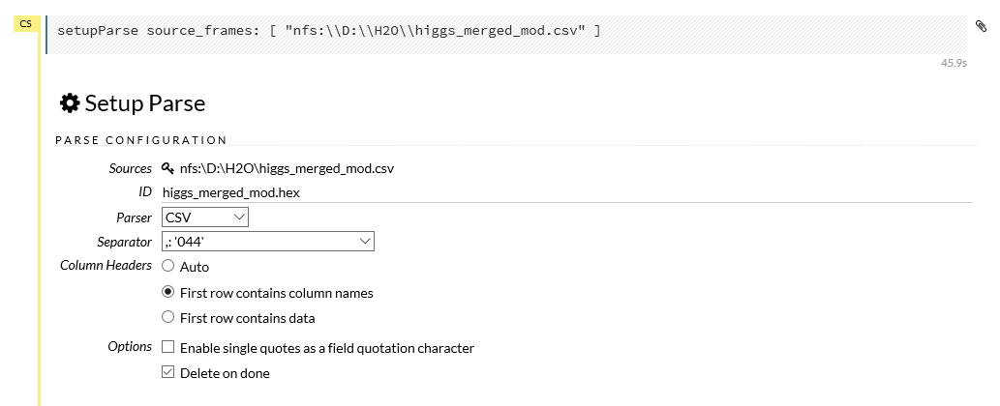 CS
setupParse source_frames: [ "nfs:\\D:\\H2O\\higgs_merged_mod.csv" ]
45.9s
Setup Parse
PARSE CONFIGURATION
Sources nfs:\D:\H2O\higgs_merged_mod.csv
ID higgs_merged_mod.hex
Parser CSV
Separator ,: '044'
Column Headers Auto
First row contains column names
First row contains data
Options Enable single quotes as a field quotation character
Delete on done